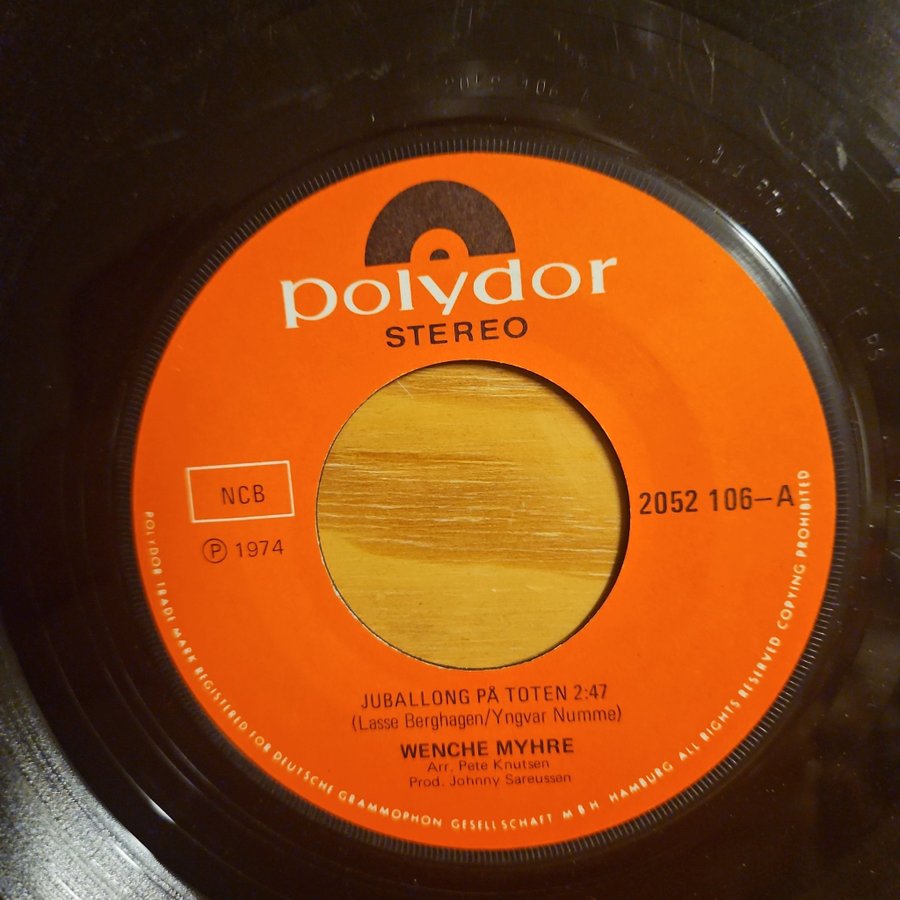 polydor
STEREO
NCB
Ⓟ 1974
2052 106-A
JUBALLONG PÅ TOTEN 2:47
(Lasse Berghagen/Yngvar Numme)
WENCHE MYHRE
Arr. Pete Knutsen
Prod. Johnny Sareussen
POLYDOR TRADE MARK REGISTERED FOR DEUTSCHE GRAMMOPHON GESELLSCHAFT M B H HAMBURG ALL RIGHTS RESERVED COPYING PROHIBITED